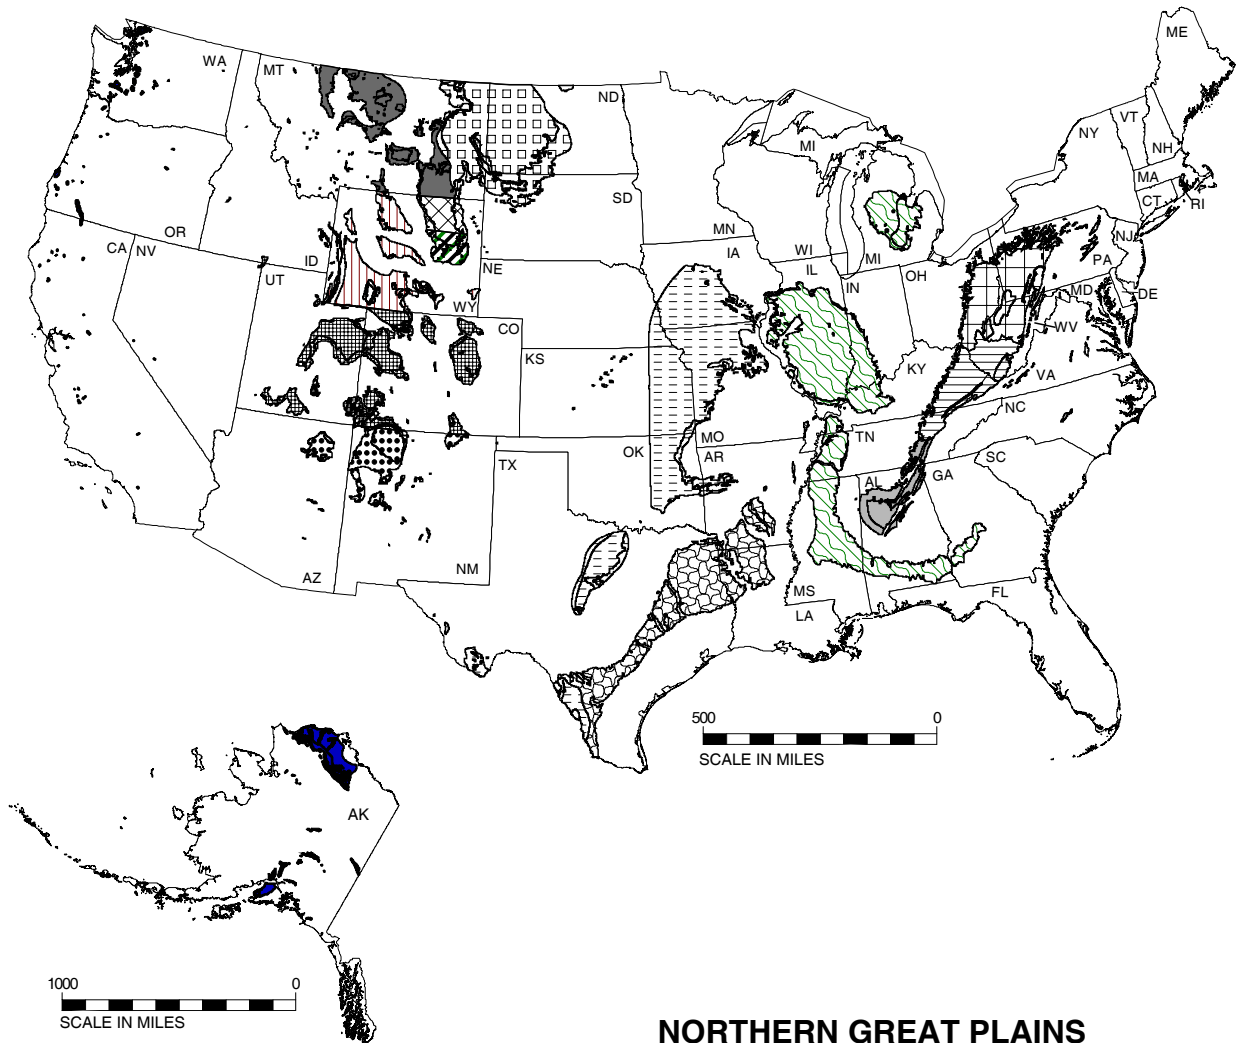 ME
WA
MT
ND
VT
NY
MI
NH
MA
CT
RI
SD
MN
OR
CA
NV
IA
WI
MI
NJ
PA
ID
NE
IL
OH
UT
IN
MD
DE
WY
CO
WV
KS
KY
VA
NC
MO
TN
OK
AR
SC
TX
AL
GA
AZ
NM
MS
FL
LA
500
0
SCALE IN MILES
AK
1000
0
SCALE IN MILES
NORTHERN GREAT PLAINS